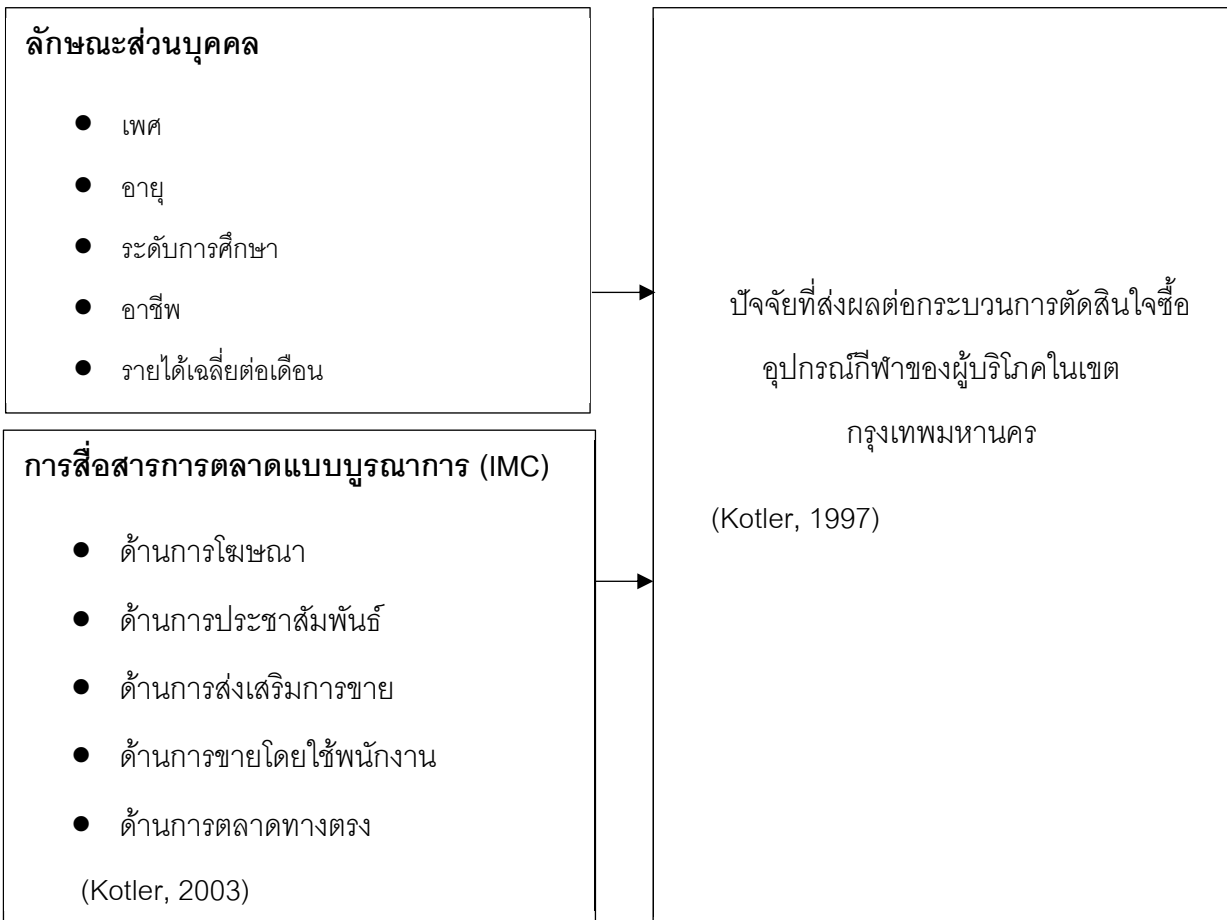 ลักษณะส่วนบุคคล
● เพศ
● อายุ
● ระดับการศึกษา
● อาชีพ
● รายได้เฉลี่ยต่อเดือน
การสื่อสารการตลาดแบบบูรณาการ (IMC)
● ด้านการโฆษณา
● ด้านการประชาสัมพันธ์
● ด้านการส่งเสริมการขาย
● ด้านการขายโดยใช้พนักงาน
● ด้านการตลาดทางตรง
(Kotler, 2003)
ปัจจัยที่ส่งผลต่อกระบวนการตัดสินใจซื้อ
อุปกรณ์กีฬาของผู้บริโภคในเขต
กรุงเทพมหานคร
(Kotler, 1997)